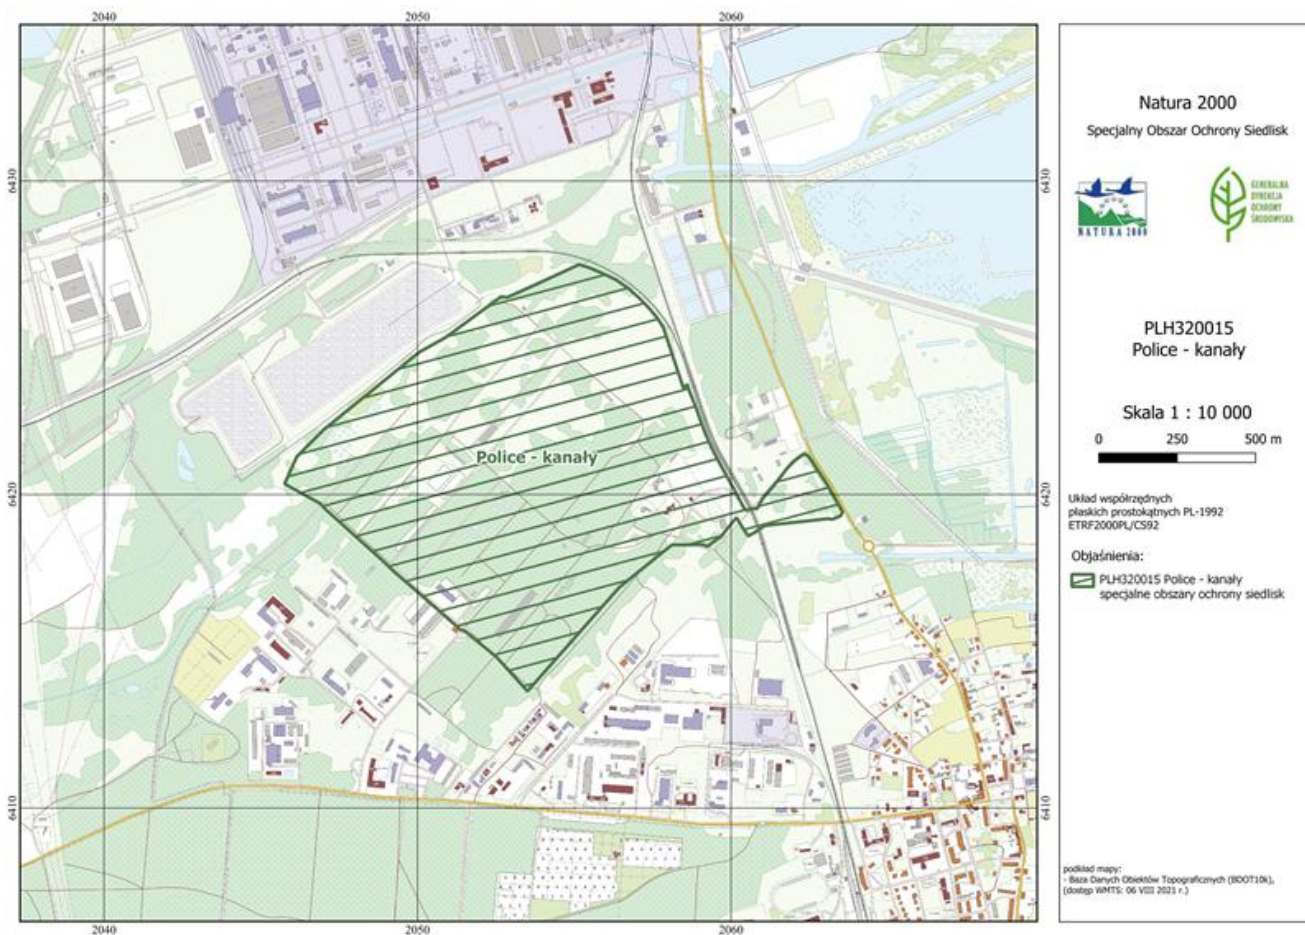 2040
2050
2060
6430
6430
6420
6420
6410
6410
2040
2050
2060
Police - kanały
Natura 2000
Specjalny Obszar Ochrony Siedlisk
NATURA 2000
GENERALNA
DYREKCJA
OCHRONY
ŚRODOWISKA
PLH320015
Police - kanały
Skala 1 : 10 000
0 250 500 m
Układ współrzędnych
płaskich prostokątnych PL-1992
ETRF2000PL/CS92
Objaśnienia:
PLH320015 Police - kanały
specjalne obszary ochrony siedlisk
podkład mapy:
- Baza Danych Obiektów Topograficznych (BDOT10k),
(dostęp WMTS: 06 VIII 2021 r.)